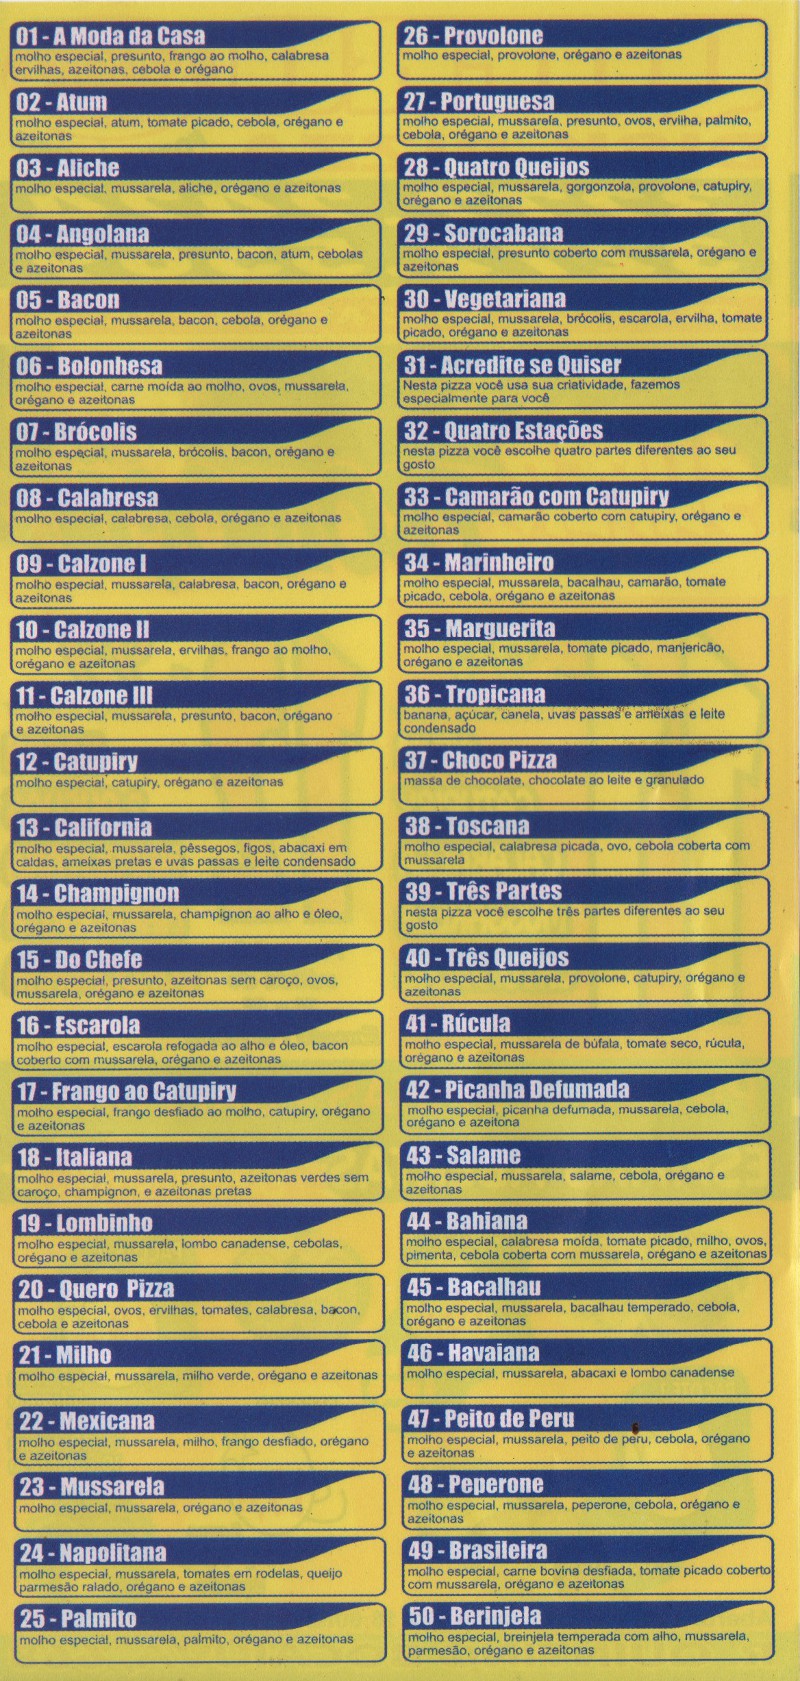 01 - A Moda da Casa
molho especial, presunto, frango ao molho, calabresa
ervilhas, azeitonas, cebola e orégano
02 - Atum
molho especial, atum, tomate picado, cebola, orégano e
azeitonas
03 - Aliche
molho especial, mussarela, aliche, orégano e azeitonas
04 - Angolana
molho especial, mussarela, presunto, bacon, atum, cebolas
e azeitonas
05 - Bacon
molho especial, mussarela, bacon, cebola, orégano e
azeitonas
06 - Bolonhesa
molho especial, carne moída ao molho, ovos, mussarela,
orégano e azeitonas
07 - Brócolis
molho especial, mussarela, brócolis, bacon, orégano e
azeitonas
08 - Calabresa
molho especial, calabresa, cebola, orégano e azeitonas
09 - Calzone I
molho especial, mussarela, calabresa, bacon, orégano e
azeitonas
10 - Calzone II
molho especial, mussarela, ervilhas, frango ao molho,
orégano e azeitonas
11 - Calzone III
molho especial, mussarela, presunto, bacon, orégano
e azeitonas
12 - Catupiry
molho especial, catupiry, orégano e azeitonas
13 - California
molho especial, mussarela, pêssegos, figos, abacaxi em
caldas, ameixas pretas e uvas passas e leite condensado
14 - Champignon
molho especial, mussarela, champignon ao alho e óleo,
orégano e azeitonas
15 - Do Chefe
molho especial, presunto, azeitonas sem caroço, ovos,
mussarela, orégano e azeitonas
16 - Escarola
molho especial, escarola refogada ao alho e óleo, bacon
coberto com mussarela, orégano e azeitonas
17 - Frango ao Catupiry
molho especial, frango desfiado ao molho, catupiry, orégano
e azeitonas
18 - Italiana
molho especial, mussarela, presunto, azeitonas verdes sem
caroço, champignon, e azeitonas pretas
19 - Lombinho
molho especial, mussarela, lombo canadense, cebolas,
orégano e azeitonas
20 - Quero Pizza
molho especial, ovos, ervilhas, tomates, calabresa, bacon,
cebola e azeitonas
21 - Milho
molho especial, mussarela, milho verde, orégano e azeitonas
22 - Mexicana
molho especial, mussarela, milho, frango desfiado, orégano
e azeitonas
23 - Mussarela
molho especial, mussarela, orégano e azeitonas
24 - Napolitana
molho especial, mussarela, tomates em rodelas, queijo
parmesão ralado, orégano e azeitonas
25 - Palmito
molho especial, mussarela, palmito, orégano e azeitonas
26 - Provolone
molho especial, provolone, orégano e azeitonas
27 - Portuguesa
molho especial, mussarela, presunto, ovos, ervilha, palmito,
cebola, orégano e azeitonas
28 - Quatro Queijos
molho especial, mussarela, gorgonzola, provolone, catupiry,
orégano e azeitonas
29 - Sorocabana
molho especial, presunto coberto com mussarela, orégano e
azeitonas
30 - Vegetariana
molho especial, mussarela, brócolis, escarola, ervilha, tomate
picado, orégano e azeitonas
31 - Acredite se Quiser
Nesta pizza você usa sua criatividade, fazemos
especialmente para você
32 - Quatro Estações
nesta pizza você escolhe quatro partes diferentes ao seu
gosto
33 - Camarão com Catupiry
molho especial, camarão coberto com catupiry, orégano e
azeitonas
34 - Marinheiro
molho especial, mussarela, bacalhau, camarão, tomate
picado, cebola, orégano e azeitonas
35 - Marguerita
molho especial, mussarela, tomate picado, manjericão,
orégano e azeitonas
36 - Tropicana
banana, açúcar, canela, uvas passas e ameixas e leite
condensado
37 - Choco Pizza
massa de chocolate, chocolate ao leite e granulado
38 - Toscana
molho especial, calabresa picada, ovo, cebola coberta com
mussarela
39 - Três Partes
nesta pizza você escolhe três partes diferentes ao seu
gosto
40 - Três Queijos
molho especial, mussarela, provolone, catupiry, orégano e
azeitonas
41 - Rúcula
molho especial, mussarela de búfala, tomate seco, rúcula,
orégano e azeitonas
42 - Picanha Defumada
molho especial, picanha defumada, mussarela, cebola,
orégano e azeitona
43 - Salame
molho especial, mussarela, salame, cebola, orégano e
azeitonas
44 - Bahiana
molho especial, calabresa moída, tomate picado, milho, ovos,
pimenta, cebola coberta com mussarela, orégano e azeitonas
45 - Bacalhau
molho especial, mussarela, bacalhau temperado, cebola,
orégano e azeitonas
46 - Havaiana
molho especial, mussarela, abacaxi e lombo canadense
47 - Peito de Peru
molho especial, mussarela, peito de peru, cebola, orégano
e azeitonas
48 - Peperone
molho especial, mussarela, peperone, cebola, orégano e
azeitonas
49 - Brasileira
molho especial, carne bovina desfiada, tomate picado coberto
com mussarela, orégano e azeitonas
50 - Berinjela
molho especial, breinjela temperada com alho, mussarela,
parmesão, orégano e azeitonas